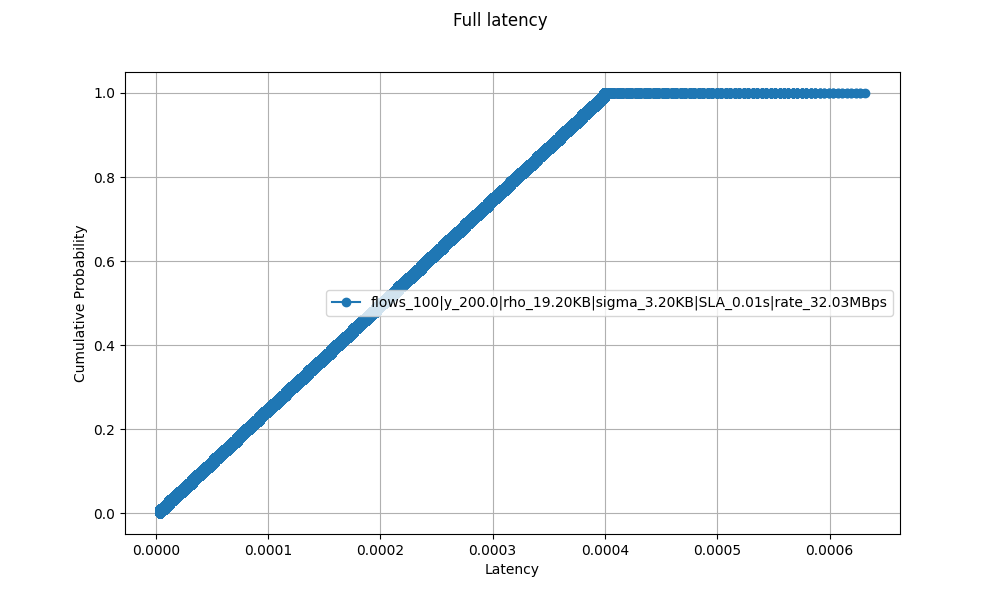 Full latency
1.0
0.8
0.6
0.4
0.2
0.0
Cumulative Probability
flows_100|y_200.0|rho_19.20KB|sigma_3.20KB|SLA_0.01s|rate_32.03MBps
0.0000 0.0001 0.0002 0.0003 0.0004 0.0005 0.0006
Latency